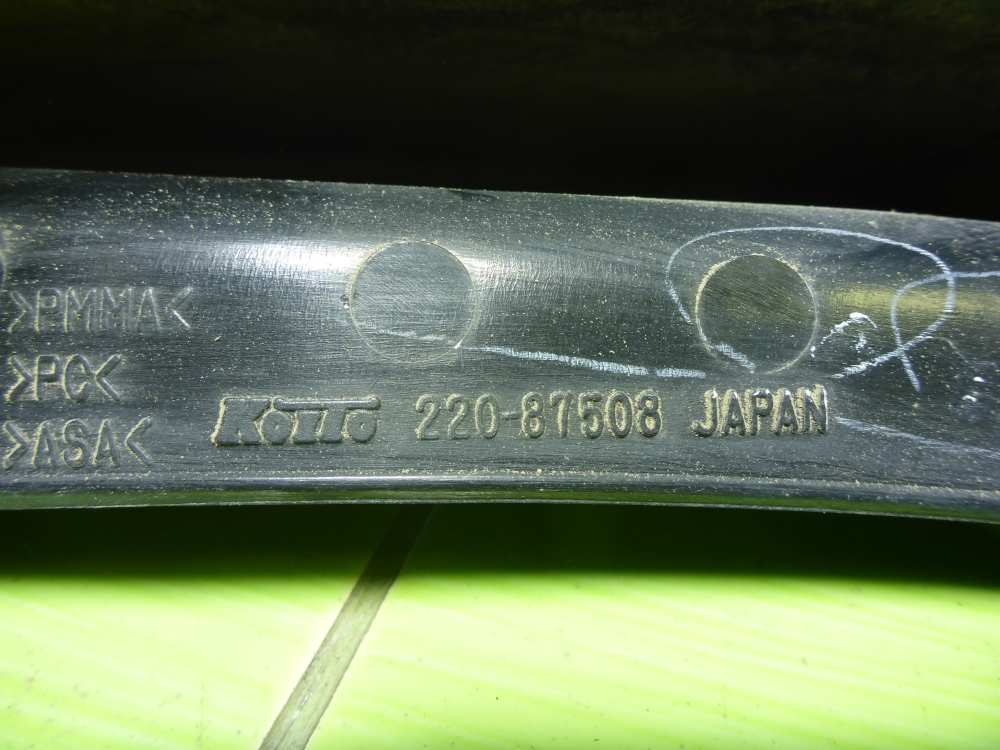 >PMMA<
>PC<
>ASA<
KOITO 220-87508 JAPAN